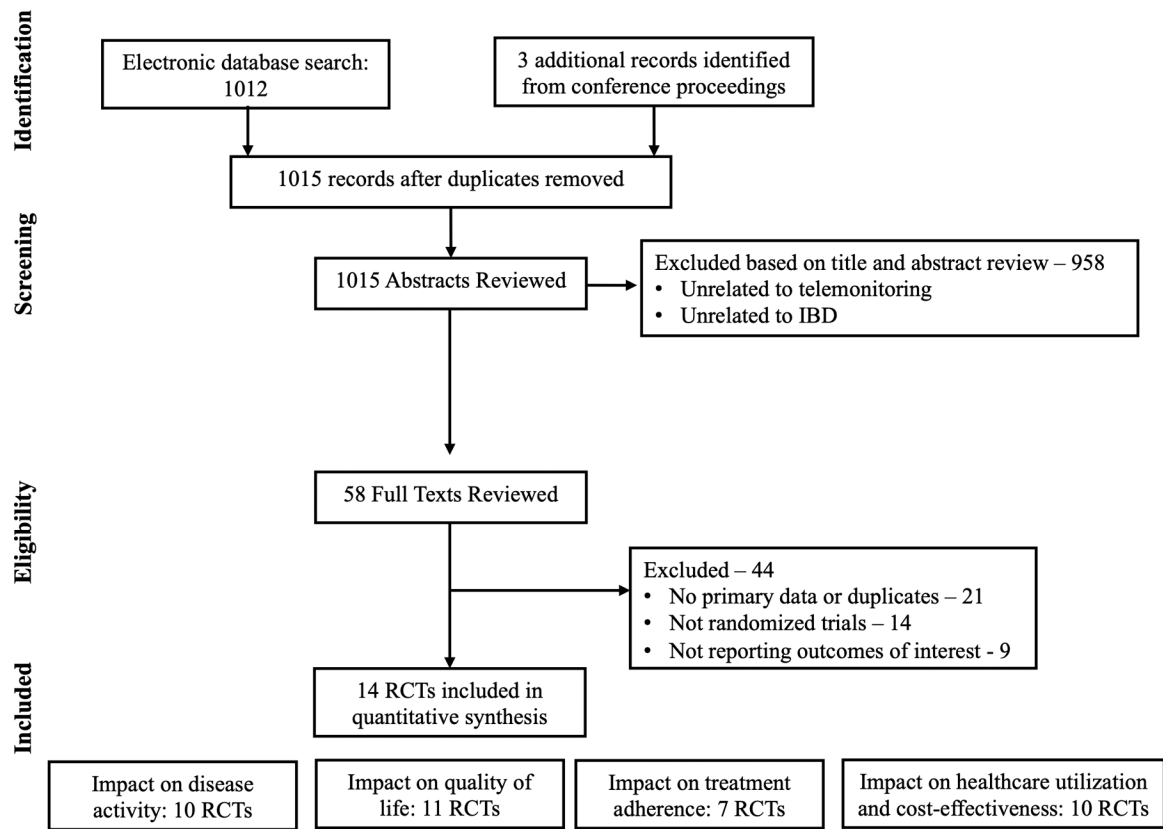 Identification
Electronic database search:
1012
3 additional records identified
from conference proceedings
1015 records after duplicates removed
Screening
1015 Abstracts Reviewed
Excluded based on title and abstract review – 958
• Unrelated to telemonitoring
• Unrelated to IBD
Eligibility
58 Full Texts Reviewed
Excluded – 44
• No primary data or duplicates – 21
• Not randomized trials – 14
• Not reporting outcomes of interest - 9
Included
14 RCTs included in
quantitative synthesis
Impact on disease
activity: 10 RCTs
Impact on quality of
life: 11 RCTs
Impact on treatment
adherence: 7 RCTs
Impact on healthcare utilization
and cost-effectiveness: 10 RCTs